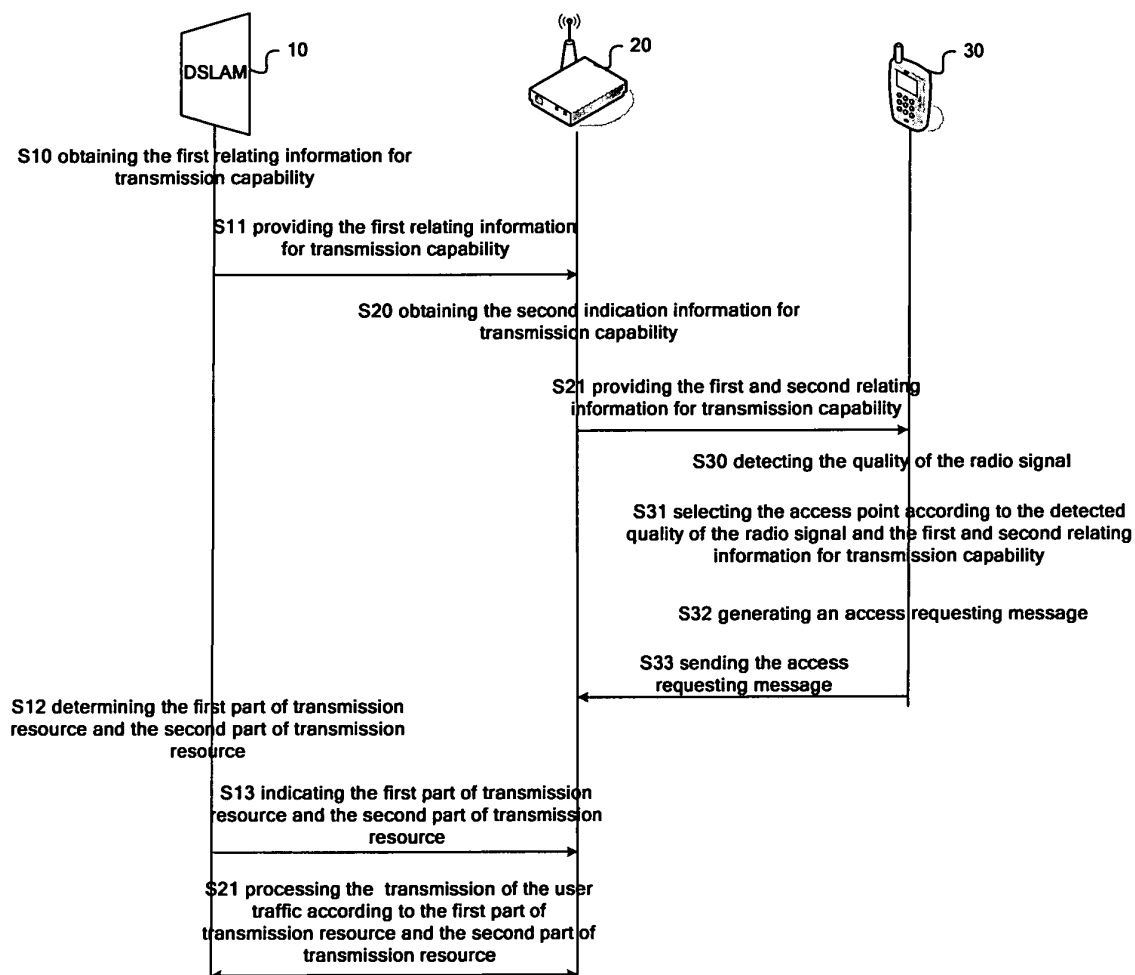 DSLAM
10
20
30
S10 obtaining the first relating information for
transmission capability
S11 providing the first relating information
for transmission capability
S20 obtaining the second indication information for
transmission capability
S21 providing the first and second relating
information for transmission capability
S30 detecting the quality of the radio signal
S31 selecting the access point according to the detected
quality of the radio signal and the first and second relating
information for transmission capability
S32 generating an access requesting message
S33 sending the access
requesting message
S12 determining the first part of transmission
resource and the second part of transmission
resource
S13 indicating the first part of transmission
resource and the second part of transmission
resource
S21 processing the transmission of the user
traffic according to the first part of
transmission resource and the second part of
transmission resource